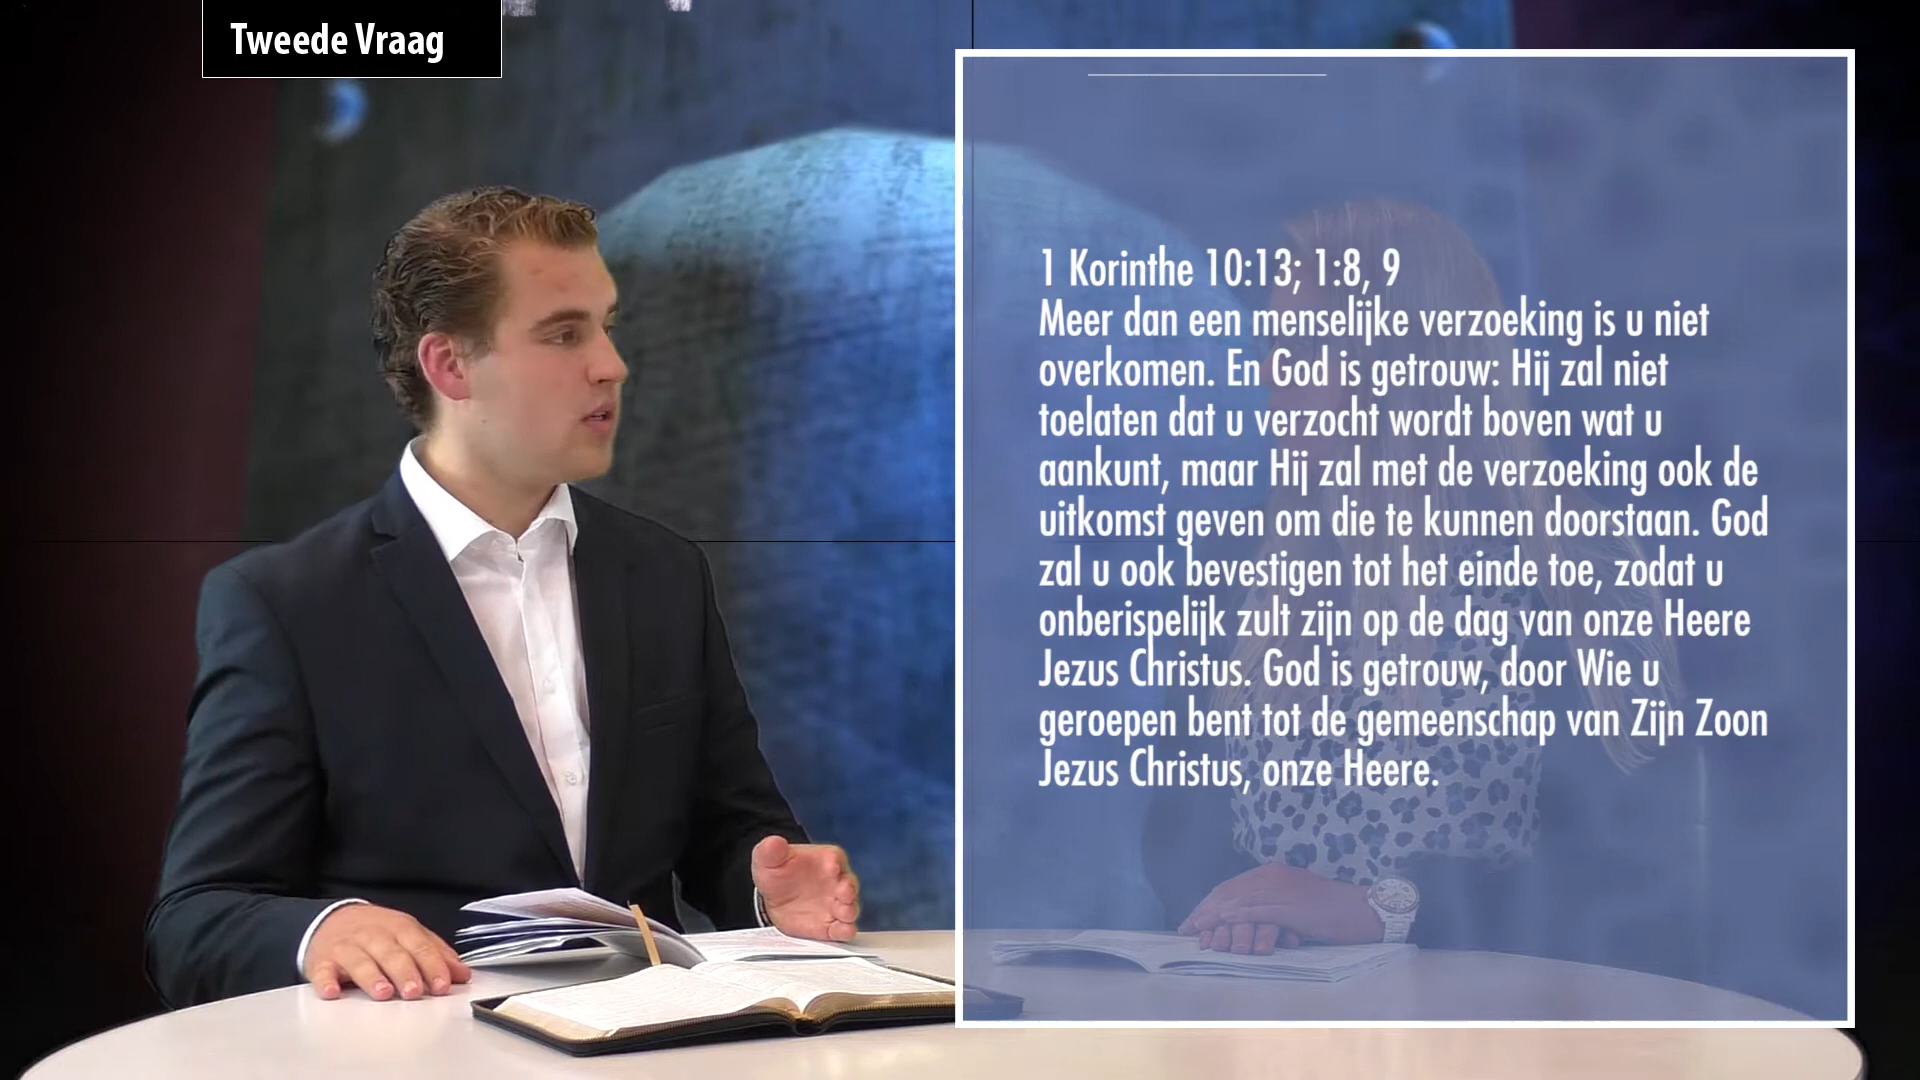 Tweede Vraag
1 Korinthe 10:13; 1:8, 9
Meer dan een menselijke verzoeking is u niet
overkomen. En God is getrouw: Hij zal niet
toelaten dat u verzocht wordt boven wat u
aankunt, maar Hij zal met de verzoeking ook de
uitkomst geven om die te kunnen doorstaan. God
zal u ook bevestigen tot het einde toe, zodat u
onberispelijk zult zijn op de dag van onze Heere
Jezus Christus. God is getrouw, door Wie u
geroepen bent tot de gemeenschap van Zijn Zoon
Jezus Christus, onze Heere.